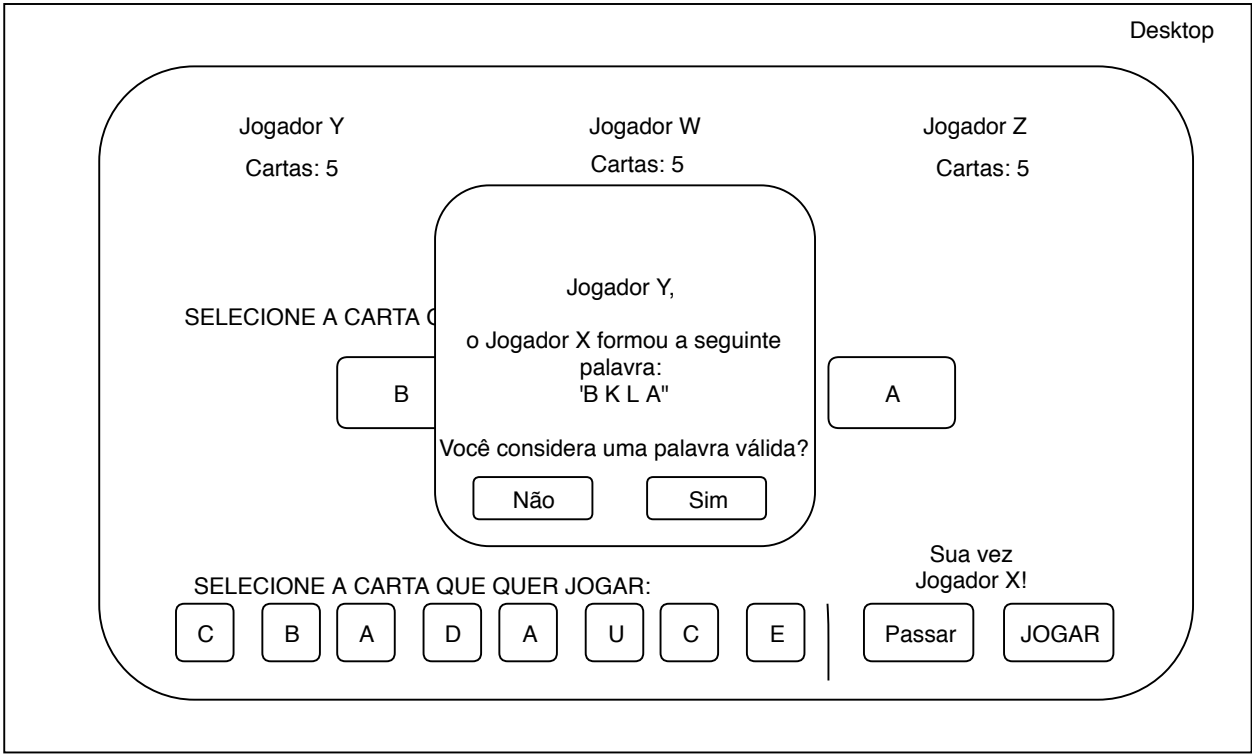 Desktop
Jogador Y
Jogador W
Jogador Z
Cartas: 5
Cartas: 5
Cartas: 5
Jogador Y,
SELECIONE A CARTA
o Jogador X formou a seguinte
palavra:
'B K L A"
B
A
Você considera uma palavra válida?
Não
Sim
Sua vez
Jogador X!
SELECIONE A CARTA QUE QUER JOGAR:
C
B
A
D
A
U
C
E
Passar
JOGAR